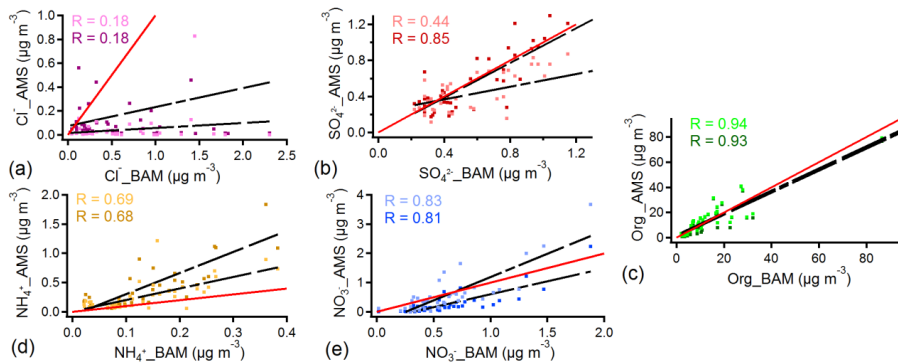 R = 0.18
R = 0.18
Cl⁻_AMS (μg m⁻³)
1.0
0.8
0.6
0.4
0.2
0.0
0.0 0.5 1.0 1.5 2.0 2.5
(a)
Cl⁻_BAM (μg m⁻³)
R = 0.44
R = 0.85
SO₄²⁻_AMS (μg m⁻³)
1.2
0.8
0.4
0.0
0.0 0.4 0.8 1.2
(b)
SO₄²⁻_BAM (μg m⁻³)
R = 0.94
R = 0.93
Org_AMS (μg m⁻³)
80
60
40
20
0
0 20 40 60 80
(c)
Org_BAM (μg m⁻³)
R = 0.69
R = 0.68
NH₄⁺_AMS (μg m⁻³)
2.0
1.5
1.0
0.5
0.0
0.0 0.1 0.2 0.3 0.4
(d)
NH₄⁺_BAM (μg m⁻³)
R = 0.83
R = 0.81
NO₃⁻_AMS (μg m⁻³)
4
3
2
1
0
0.0 0.5 1.0 1.5
(e)
NO₃⁻_BAM (μg m⁻³)